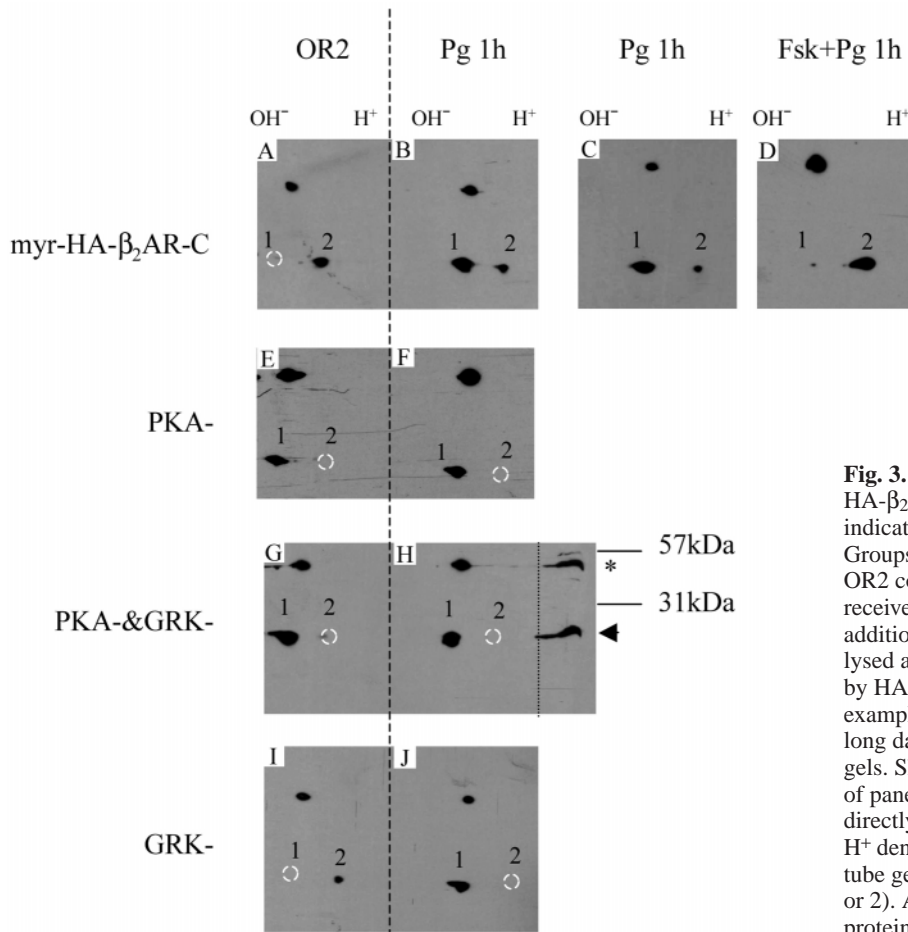 OR2 Pg 1h Pg 1h Fsk+Pg 1h
OH⁻ H⁺ OH⁻ H⁺ OH⁻ H⁺ OH⁻ H⁺
A B C D
myr-HA-β₂AR-C
1 2 1 2 1 2 1 2
E F
PKA-
1 2 1 2
G H
57kDa
*
PKA-&GRK-
1 2 1 2
31kDa
I J
GRK-
1 2 1 2
Fig. 3.
HA-β₂
indicat
Groups
OR2 co
receive
addition
lysed a
by HA
examp
long da
gels. S
of pane
directly
H⁺ den
tube ge
or 2). A
protein